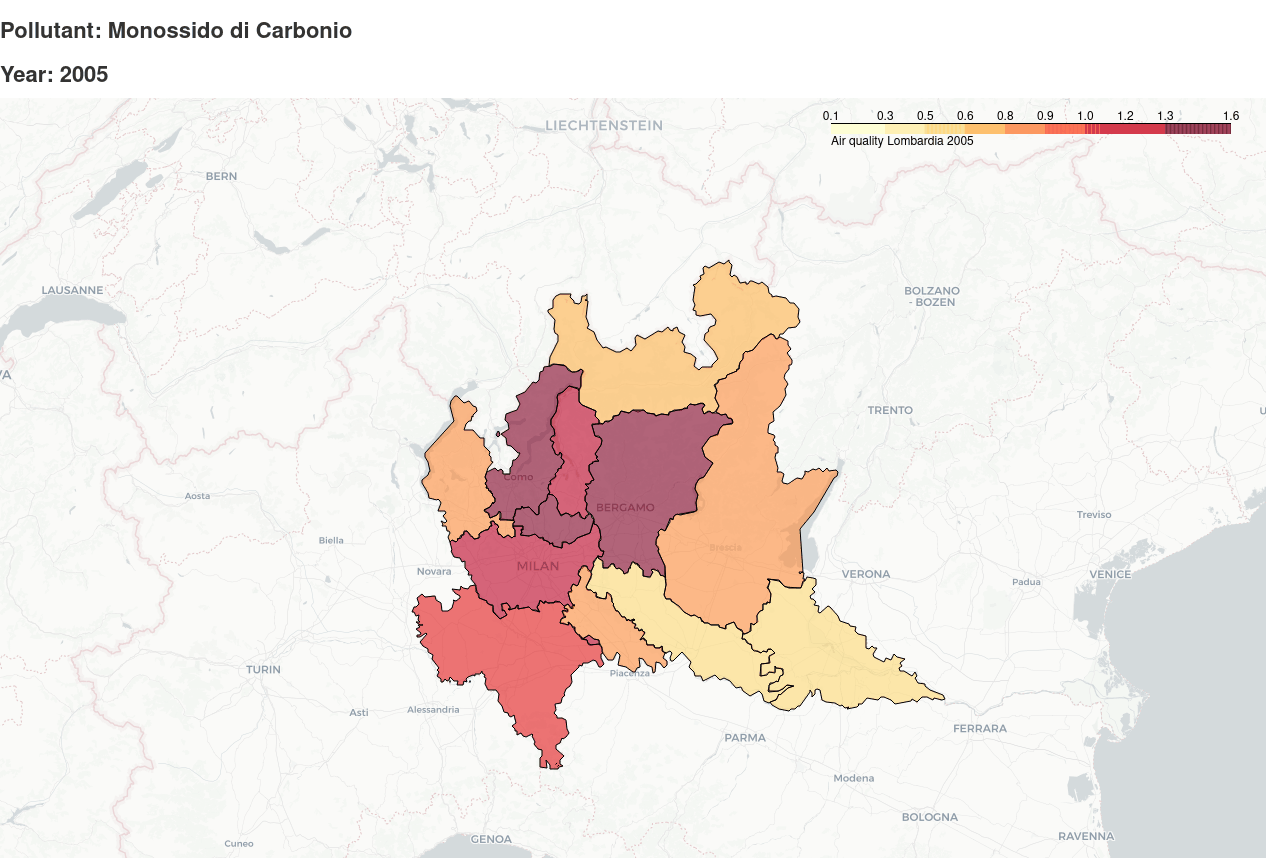 Pollutant: Monossido di Carbonio
Year: 2005
0.1 0.3 0.5 0.6 0.8 0.9 1.0 1.2 1.3 1.6
Air quality Lombardia 2005
LIECHTENSTEIN
BERN
LAUSANNE
BOLZANO
- BOZEN
TRENTO
Como
Aosta
BERGAMO
Treviso
Biella
Brescia
Novara
MILAN
VERONA
Padua
VENICE
TURIN
Piacenza
Asti
Alessandria
PARMA
FERRARA
Modena
BOLOGNA
GENOA
RAVENNA
Cuneo